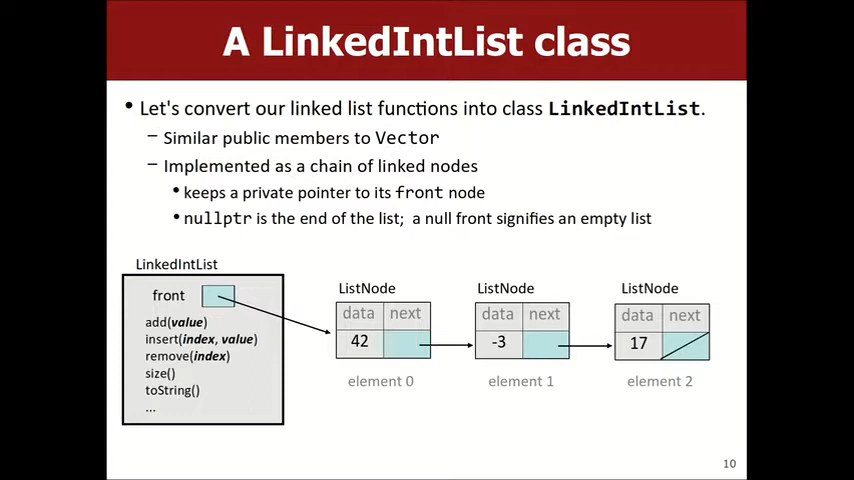 A LinkedIntList class
• Let's convert our linked list functions into class LinkedIntList.
– Similar public members to Vector
– Implemented as a chain of linked nodes
• keeps a private pointer to its front node
• nullptr is the end of the list; a null front signifies an empty list
LinkedIntList
front
add(value)
insert(index, value)
remove(index)
size()
toString()
...
ListNode
data next
42
element 0
ListNode
data next
-3
element 1
ListNode
data next
17
element 2
10